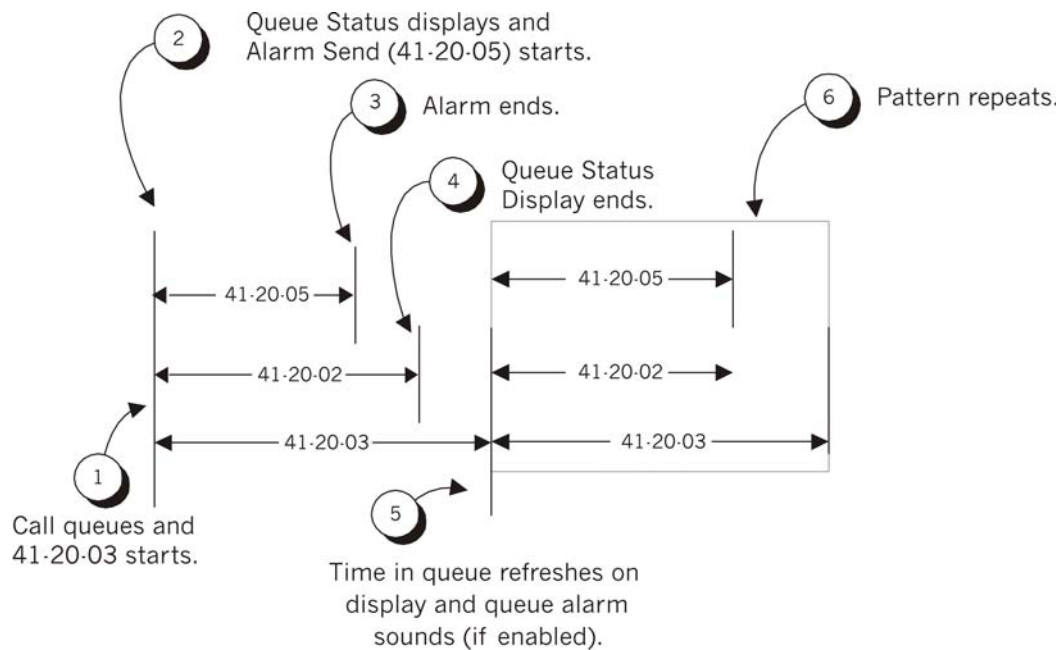 2
Queue Status displays and
Alarm Send (41-20-05) starts.
3
Alarm ends.
6
Pattern repeats.
4
Queue Status
Display ends.
41-20-05
41-20-05
41-20-02
41-20-02
41-20-03
41-20-03
1
Call queues and
41-20-03 starts.
5
Time in queue refreshes on
display and queue alarm
sounds (if enabled).